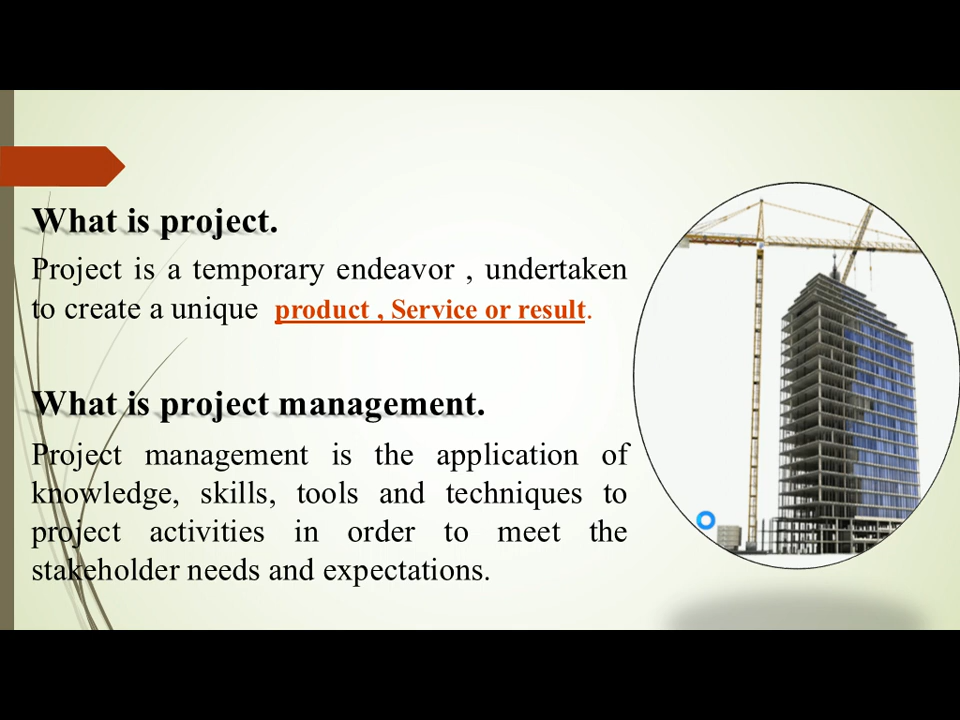 What is project.
Project is a temporary endeavor , undertaken
to create a unique product , Service or result.
What is project management.
Project management is the application of
knowledge, skills, tools and techniques to
project activities in order to meet the
stakeholder needs and expectations.